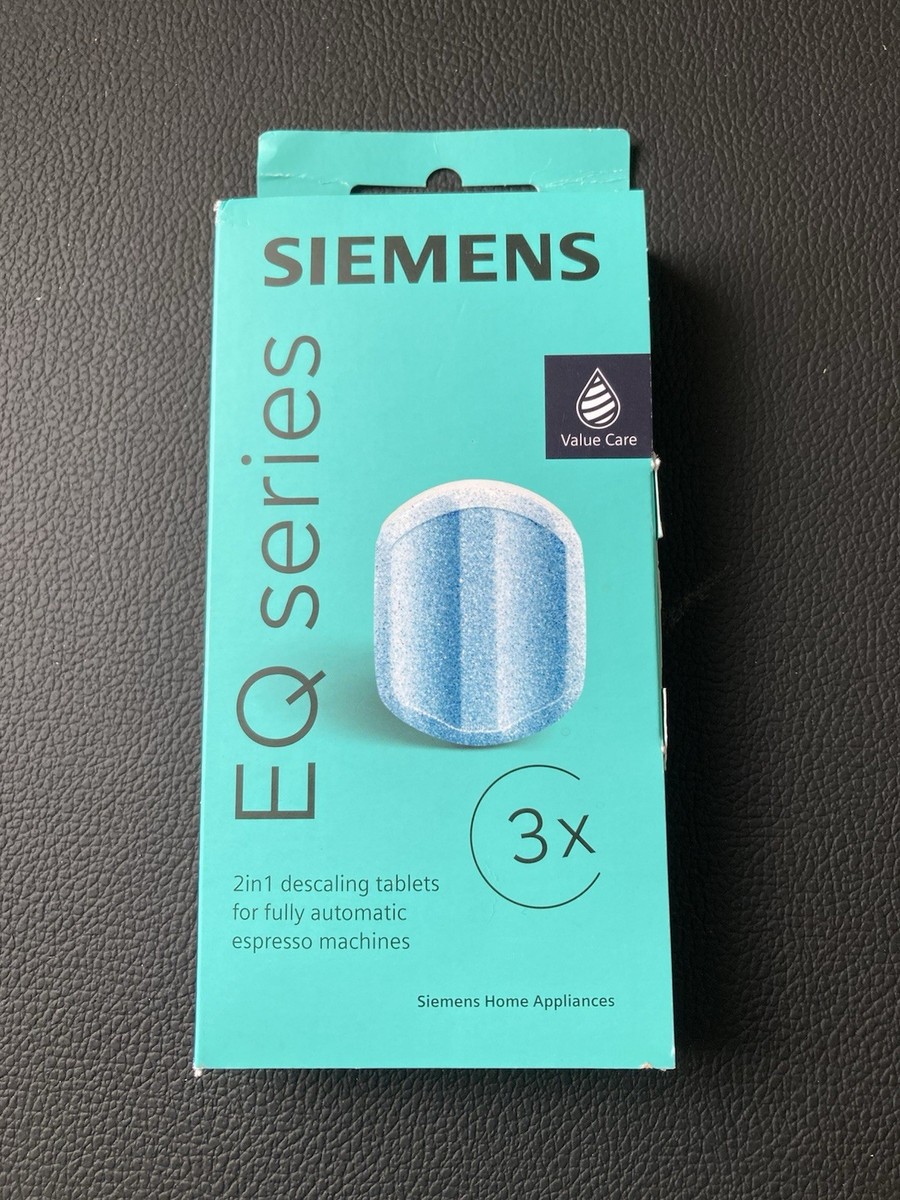 SIEMENS
EQ series
Value Care
3x
2in1 descaling tablets
for fully automatic
espresso machines
Siemens Home Appliances